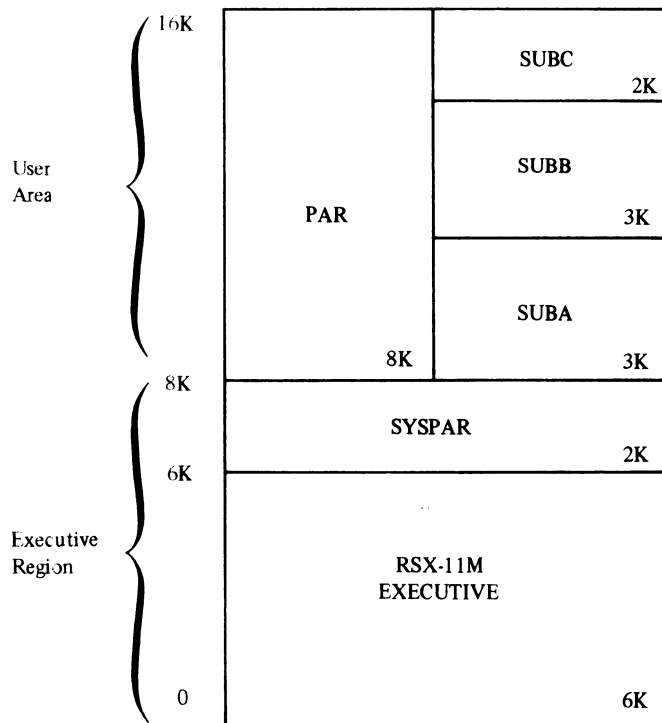 16K
SUBC
2K
User
Area
SUBB
3K
PAR
SUBA
8K
3K
8K
SYSPAR
2K
6K
Executive
Region
RSX-11M
EXECUTIVE
0
6K